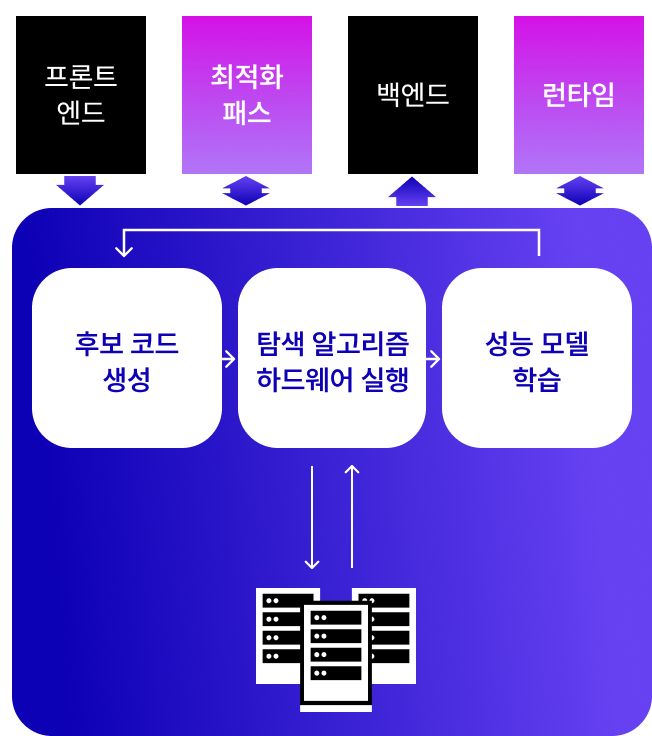 프론트
엔드
최적화
패스
백엔드
런타임
후보 코드
생성
탐색 알고리즘
하드웨어 실행
성능 모델
학습